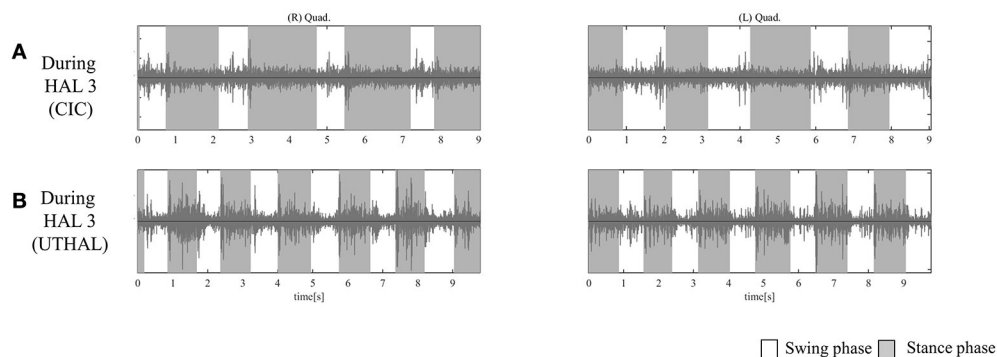 (R) Quad.
(L) Quad.
A
During
HAL 3
(CIC)
0 1 2 3 4 5 6 7 8 9
0 1 2 3 4 5 6 7 8 9
B
During
HAL 3
(UTHAL)
0 1 2 3 4 5 6 7 8 9
0 1 2 3 4 5 6 7 8 9
time[s]
time[s]
Swing phase
Stance phase